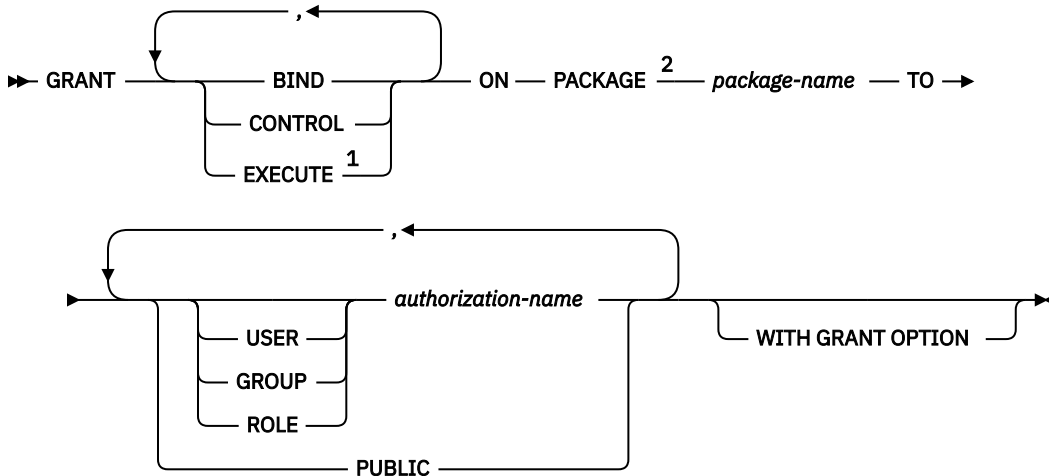 ,
GRANT BIND ON PACKAGE 2 package-name TO
CONTROL
EXECUTE 1
,
authorization-name
USER WITH GRANT OPTION
GROUP
ROLE
PUBLIC